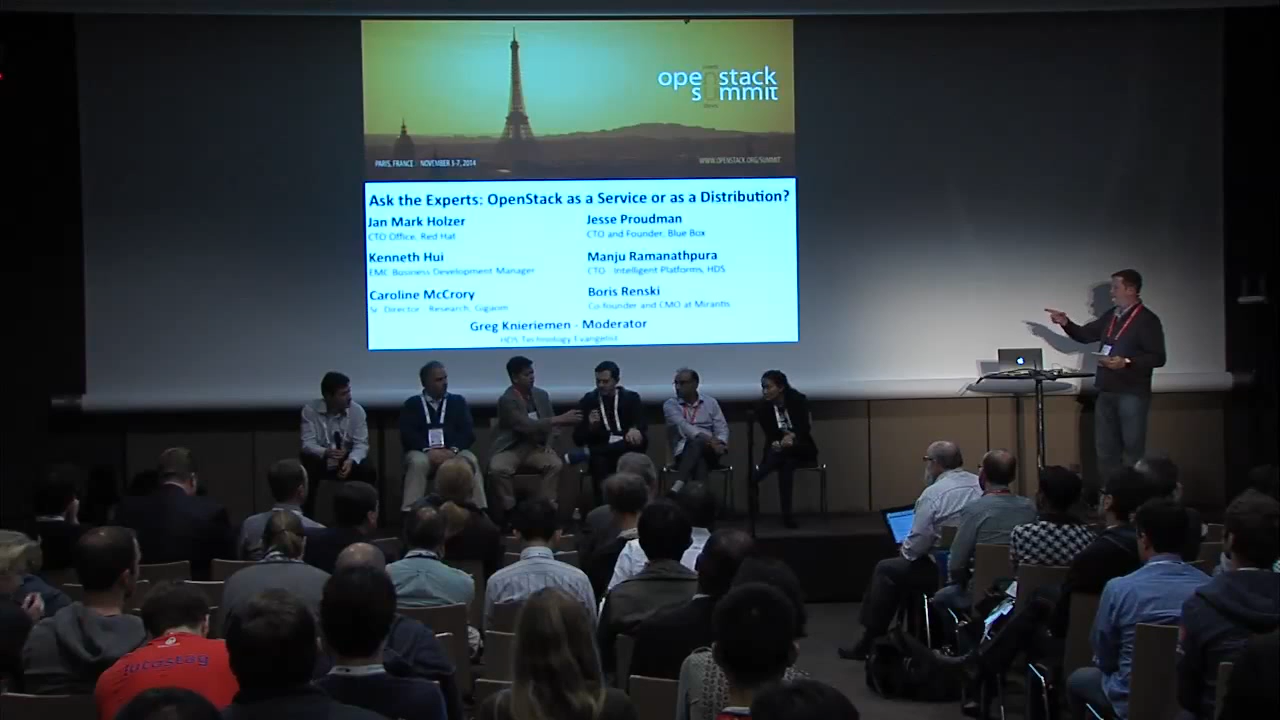 openstack
summit
PARIS, FRANCE NOVEMBER 3-7, 2014
WWW.OPENSTACK.ORG/SUMMIT
Ask the Experts: OpenStack as a Service or as a Distribution?
Jan Mark Holzer
CTO Office, Red Hat
Jesse Proudman
CTO and Founder, Blue Box
Kenneth Hui
EMC Business Development Manager
Manju Ramanathpura
CTO - Intelligent Platforms, HDS
Caroline McCrory
Sr. Director - Research, Gigaom
Boris Renski
Co-founder and CMO at Mirantis
Greg Knieriemen - Moderator
HDS Technology Evangelist